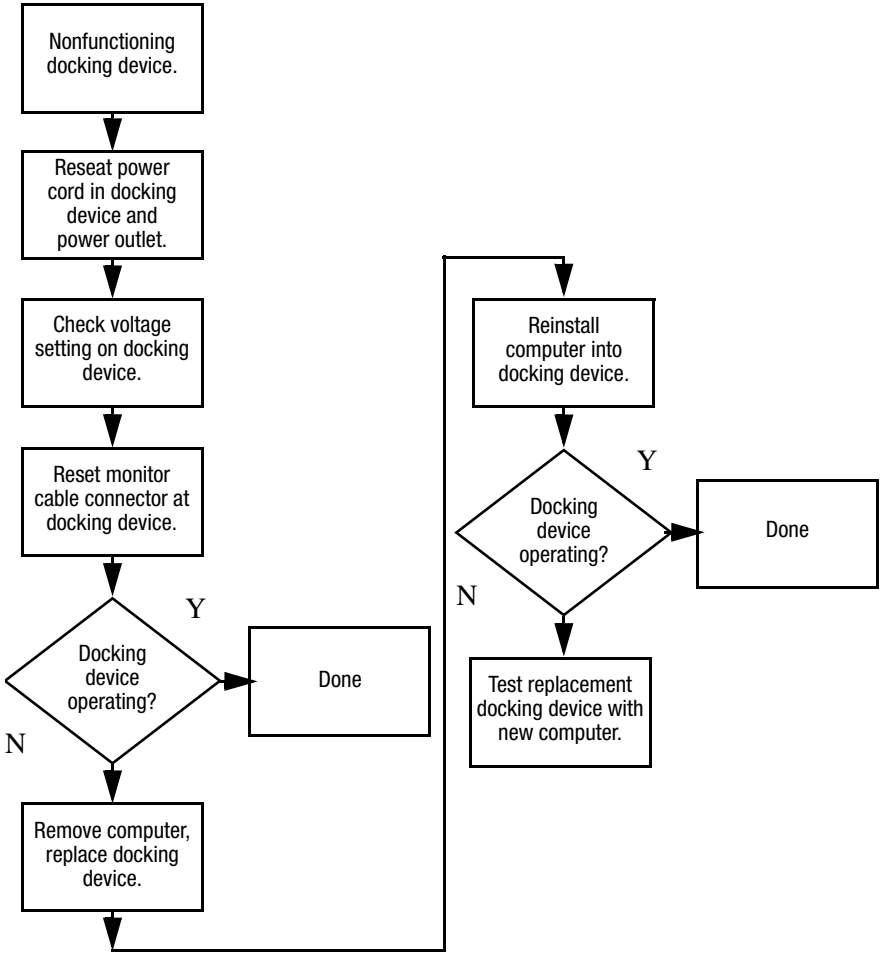 Nonfunctioning
docking device.
Reseat power
cord in docking
device and
power outlet.
Check voltage
setting on docking
device.
Reset monitor
cable connector at
docking device.
Y
Docking
device
operating?
Done
N
Remove computer,
replace docking
device.
Reinstall
computer into
docking device.
Y
Docking
device
operating?
Done
N
Test replacement
docking device with
new computer.